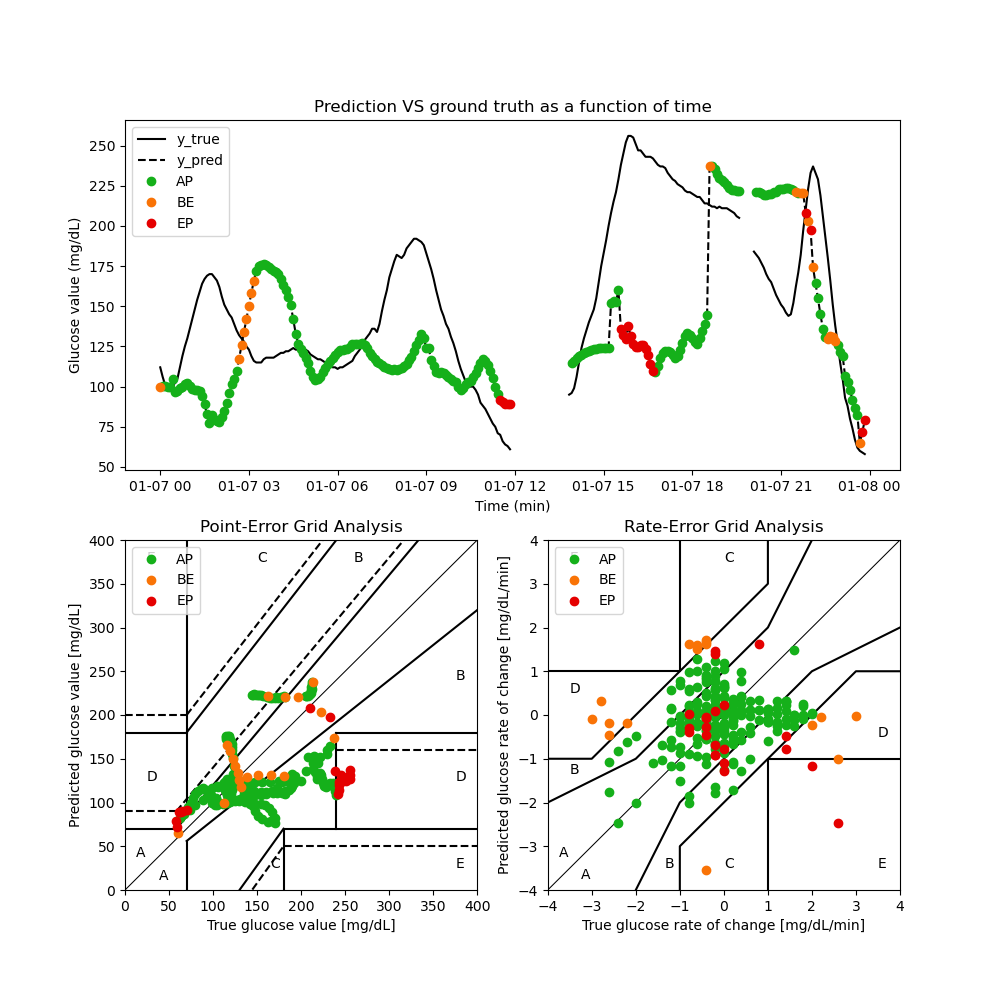 Prediction VS ground truth as a function of time
Glucose value (mg/dL)
250
225
200
175
150
125
100
75
50
y_true
y_pred
AP
BE
EP
01-07 00
01-07 03
01-07 06
01-07 09
01-07 12
01-07 15
01-07 18
01-07 21
01-08 00
Time (min)
Point-Error Grid Analysis
Predicted glucose value [mg/dL]
400
350
300
250
200
150
100
50
0
AP
BE
EP
C
B
B
D
D
A
A
C
E
0
50
100
150
200
250
300
350
400
True glucose value [mg/dL]
Rate-Error Grid Analysis
Predicted glucose rate of change [mg/dL/min]
4
3
2
1
0
−1
−2
−3
−4
AP
BE
EP
C
D
D
B
A
A
B
C
E
−4
−3
−2
−1
0
1
2
3
4
True glucose rate of change [mg/dL/min]